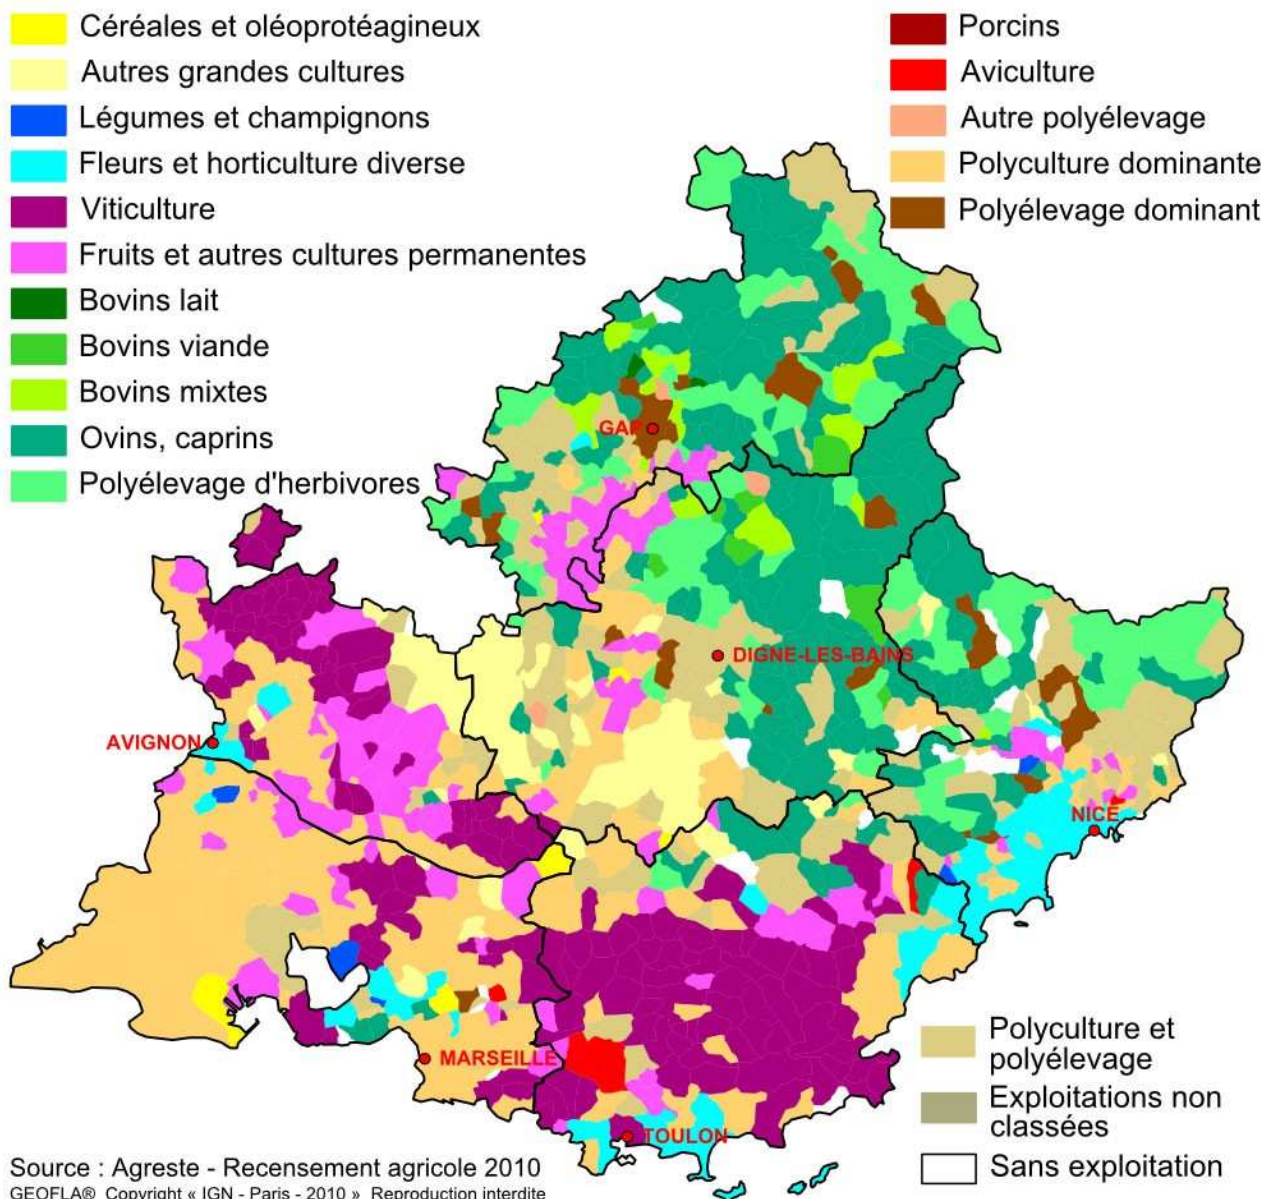 Céréales et oléoprotéagineux
Autres grandes cultures
Légumes et champignons
Fleurs et horticulture diverse
Viticulture
Fruits et autres cultures permanentes
Bovins lait
Bovins viande
Bovins mixtes
Ovins, caprins
Polyélevage d'herbivores
Porcins
Aviculture
Autre polyélevage
Polyculture dominante
Polyélevage dominant
GAP
DIGNE-LES-BAINS
AVIGNON
NICE
MARSEILLE
TOULON
Polyculture et
polyélevage
Exploitations non
classées
Sans exploitation
Source : Agreste - Recensement agricole 2010
GEOFLA® Copyright « IGN - Paris - 2010 » Reproduction interdite